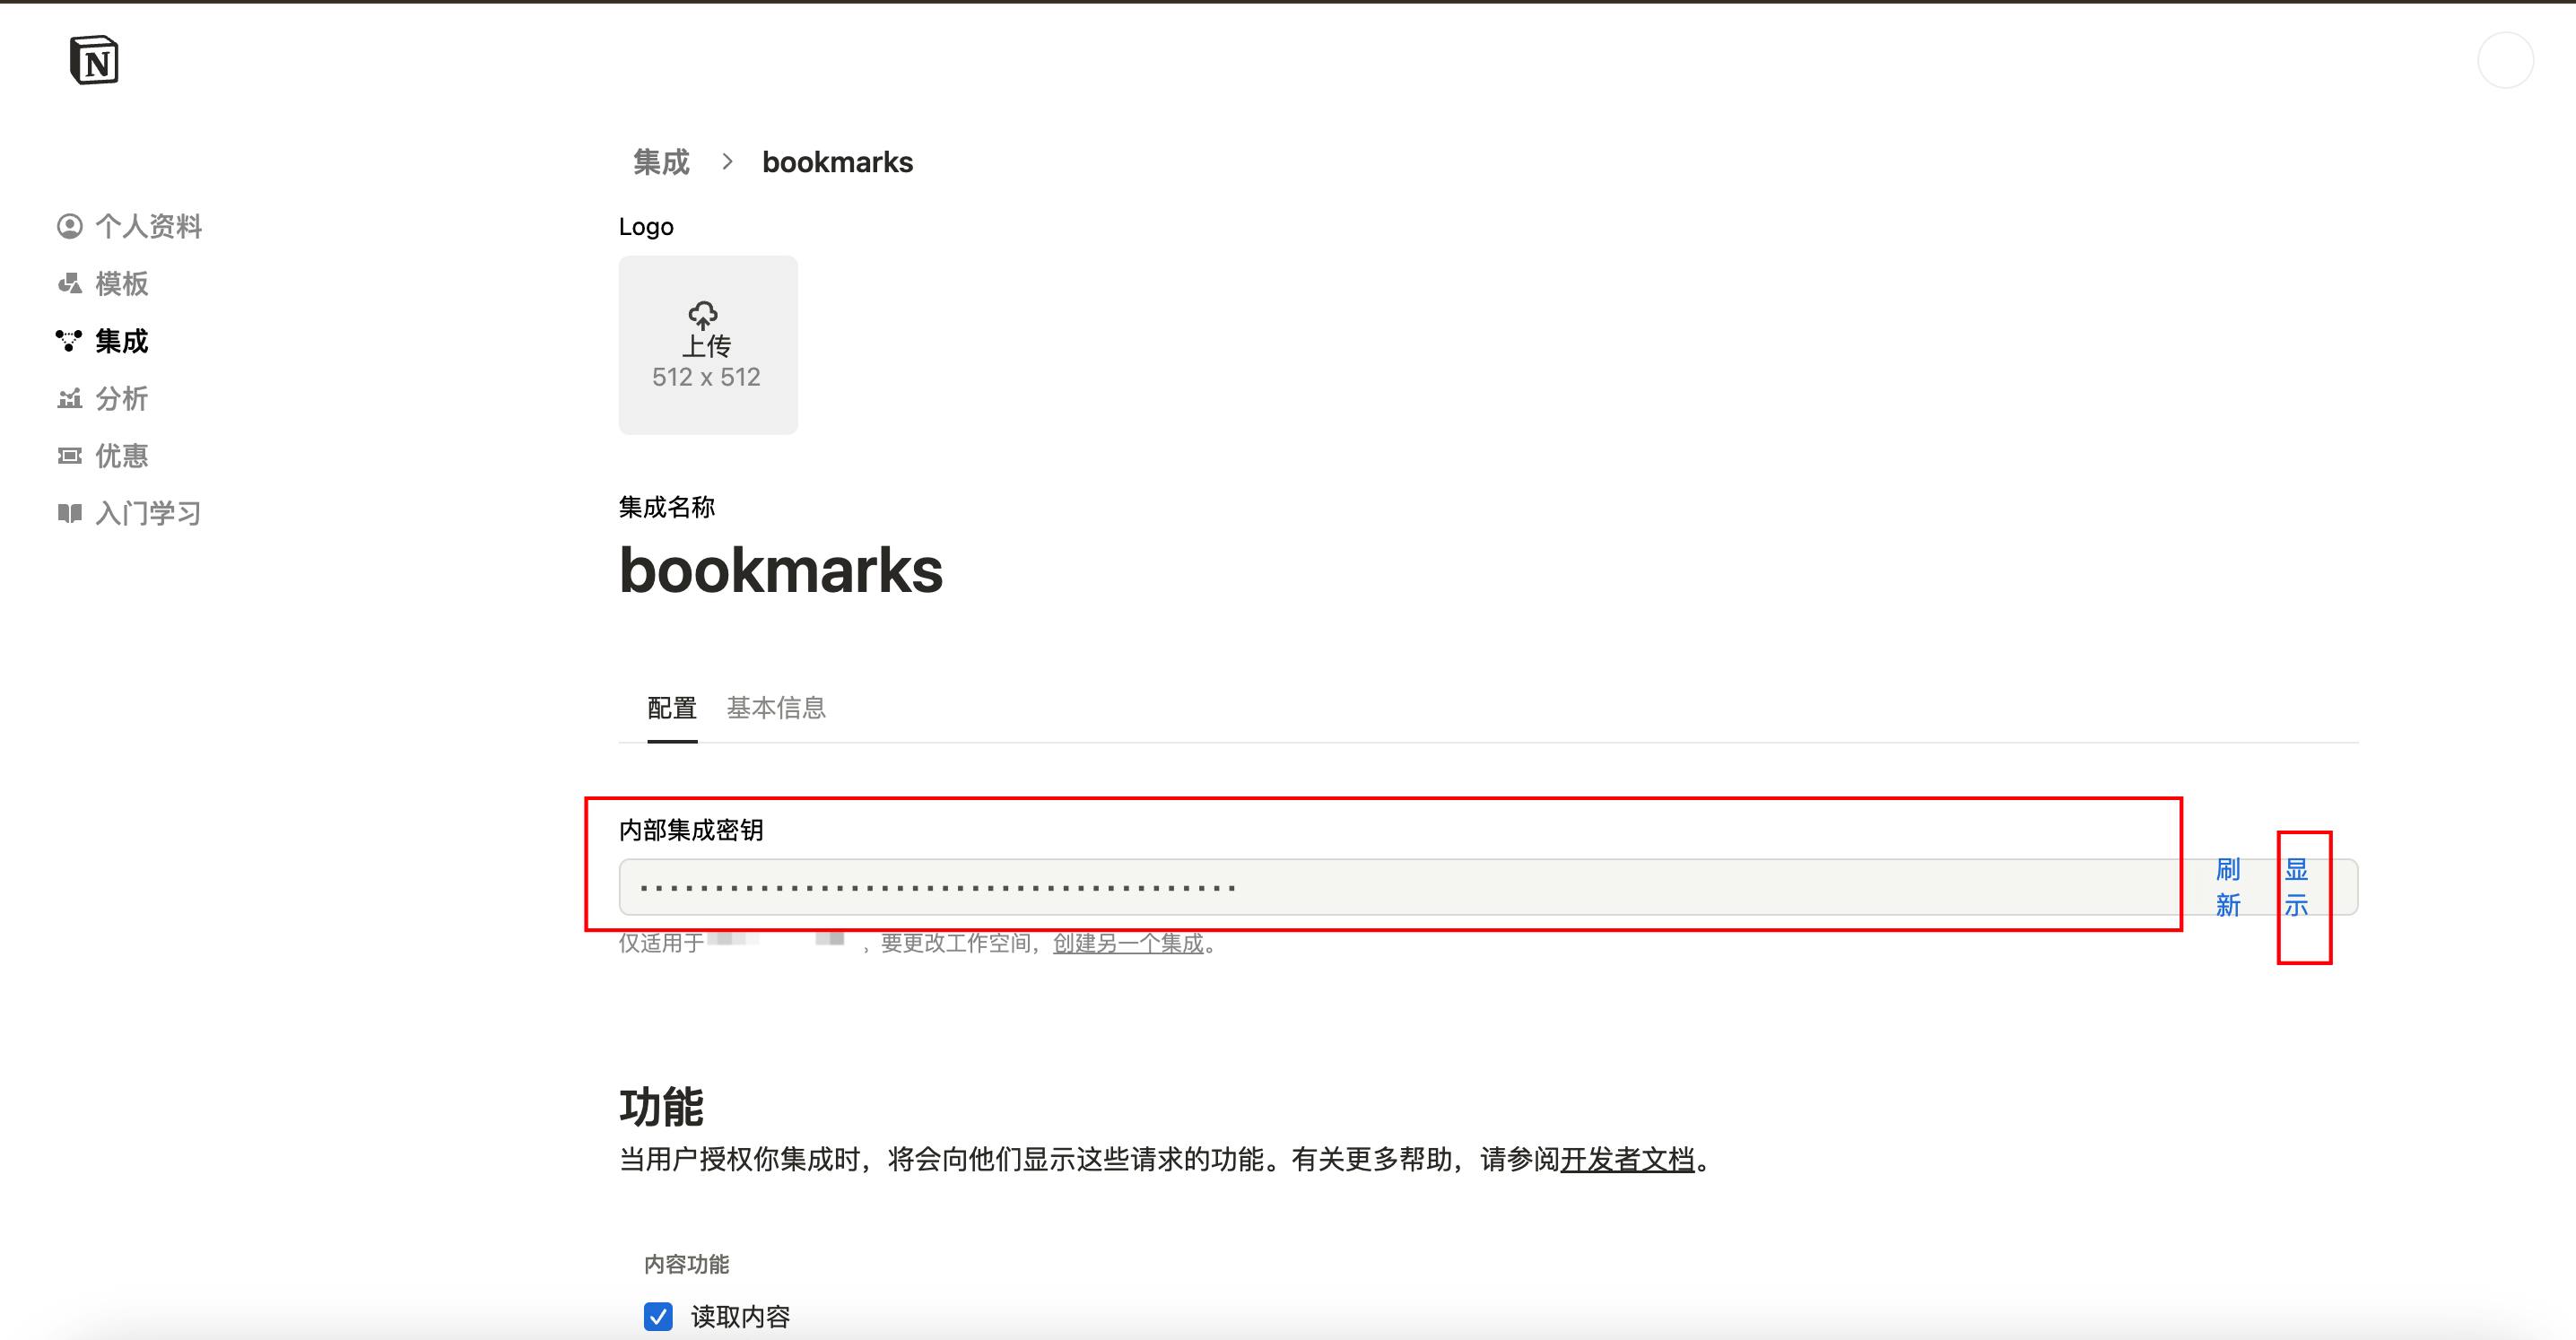 N
集成 > bookmarks
个人资料
模板
集成
分析
优惠
入门学习
Logo
上传
512 x 512
集成名称
bookmarks
配置 基本信息
内部集成密钥
刷新 显示
仅适用于 ，要更改工作空间，创建另一个集成。
功能
当用户授权你集成时，将会向他们显示这些请求的功能。有关更多帮助，请参阅开发者文档。
内容功能
读取内容